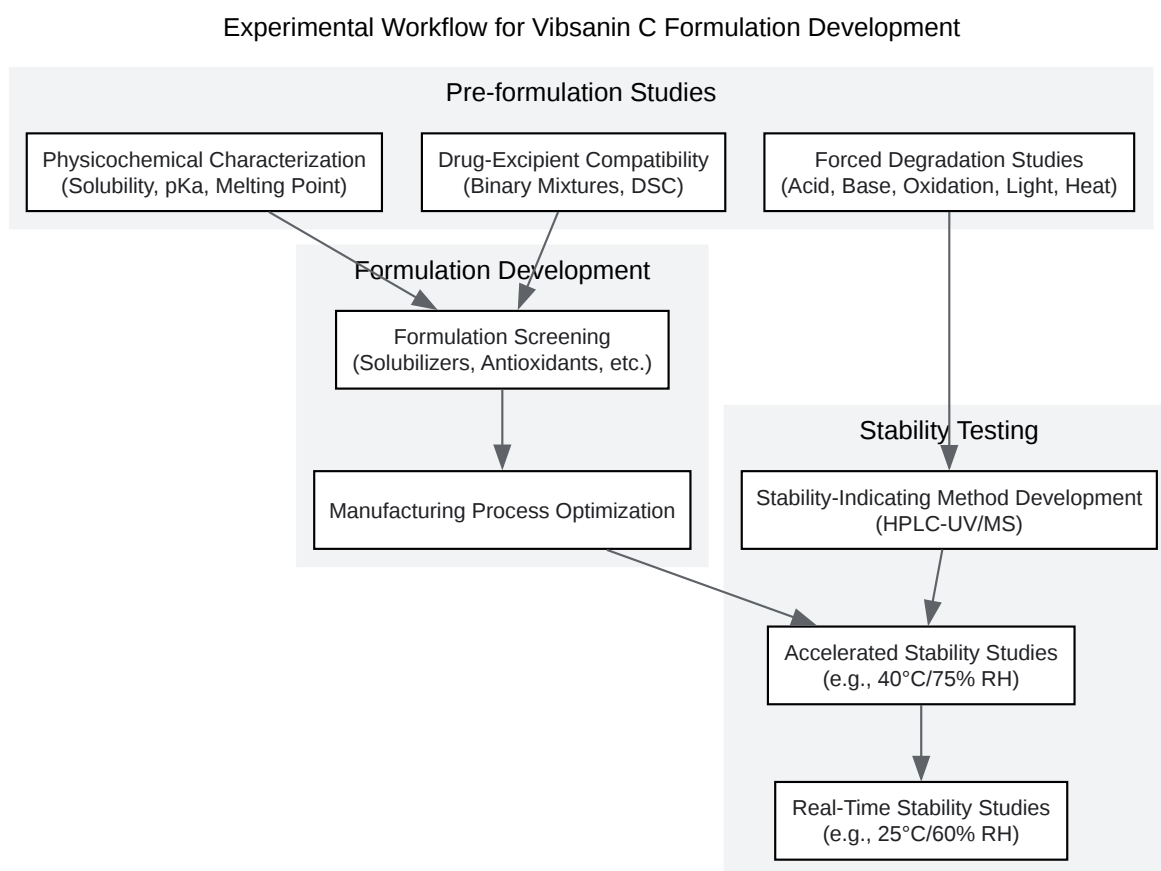 Experimental Workflow for Vibsanin C Formulation Development
Pre-formulation Studies
Physicochemical Characterization
(Solubility, pKa, Melting Point)
Drug-Excipient Compatibility
(Binary Mixtures, DSC)
Forced Degradation Studies
(Acid, Base, Oxidation, Light, Heat)
Formulation Development
Formulation Screening
(Solubilizers, Antioxidants, etc.)
Manufacturing Process Optimization
Stability Testing
Stability-Indicating Method Development
(HPLC-UV/MS)
Accelerated Stability Studies
(e.g., 40°C/75% RH)
Real-Time Stability Studies
(e.g., 25°C/60% RH)